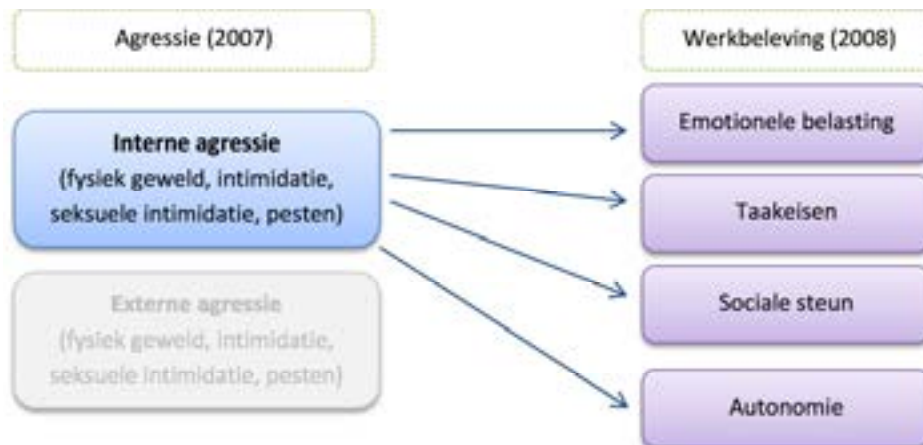 Agressie (2007)
Werkbeleving (2008)
Interne agressie
(fysiek geweld, intimidatie,
seksuele intimidatie, pesten)
Externe agressie
(fysiek geweld, intimidatie,
seksuele intimidatie, pesten)
Emotionele belasting
Taakeisen
Sociale steun
Autonomie